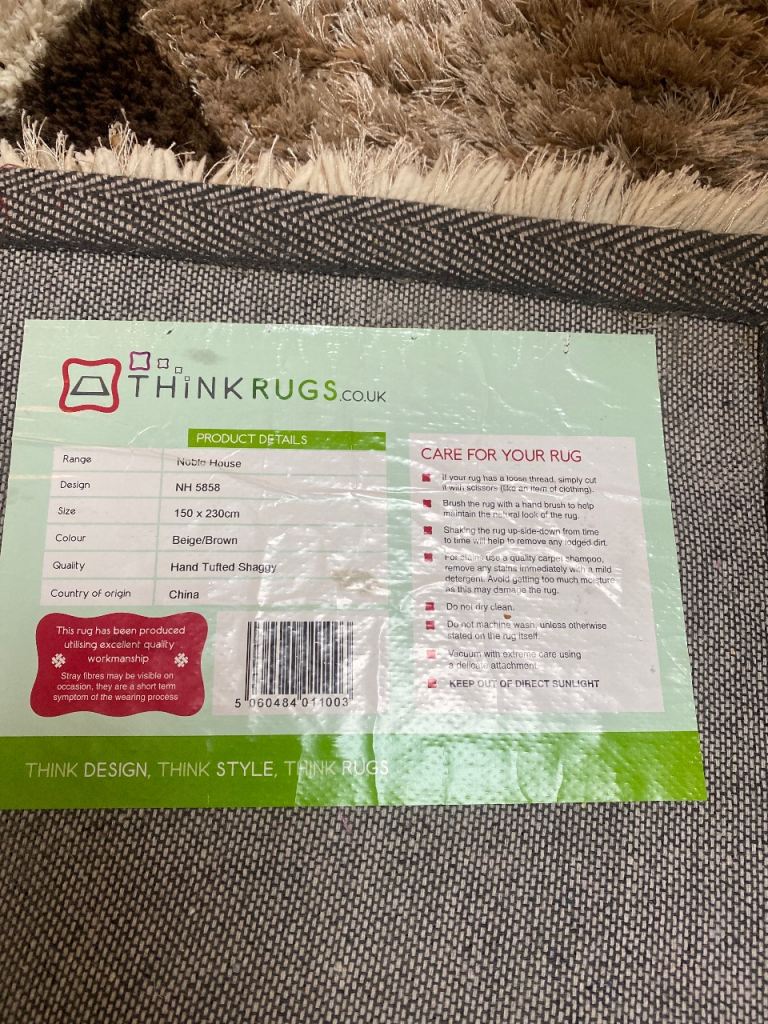 THiNKRUGS.CO.UK
PRODUCT DETAILS
Range Noble House
Design NH 5858
Size 150 x 230cm
Colour Beige/Brown
Quality Hand Tufted Shaggy
Country of origin China
This rug has been produced
utilising excellent quality
workmanship
Stray fibres may be visible on
occasion, they are a short term
symptom of the wearing process
5 060484 011003
CARE FOR YOUR RUG
If your rug has a loose thread, simply cut
it with scissors (like an item of clothing).
Brush the rug with a hand brush to help
maintain the natural look of the rug.
Shaking the rug up-side-down from time
to time will help to remove any lodged dirt.
For stains use a quality carpet shampoo,
remove any stains immediately with a mild
detergent. Avoid getting too much moisture
as this may damage the rug.
Do not dry clean.
Do not machine wash, unless otherwise
stated on the rug itself.
Vacuum with extreme care using
a delicate attachment
KEEP OUT OF DIRECT SUNLIGHT
THINK DESIGN, THINK STYLE, THINK RUGS